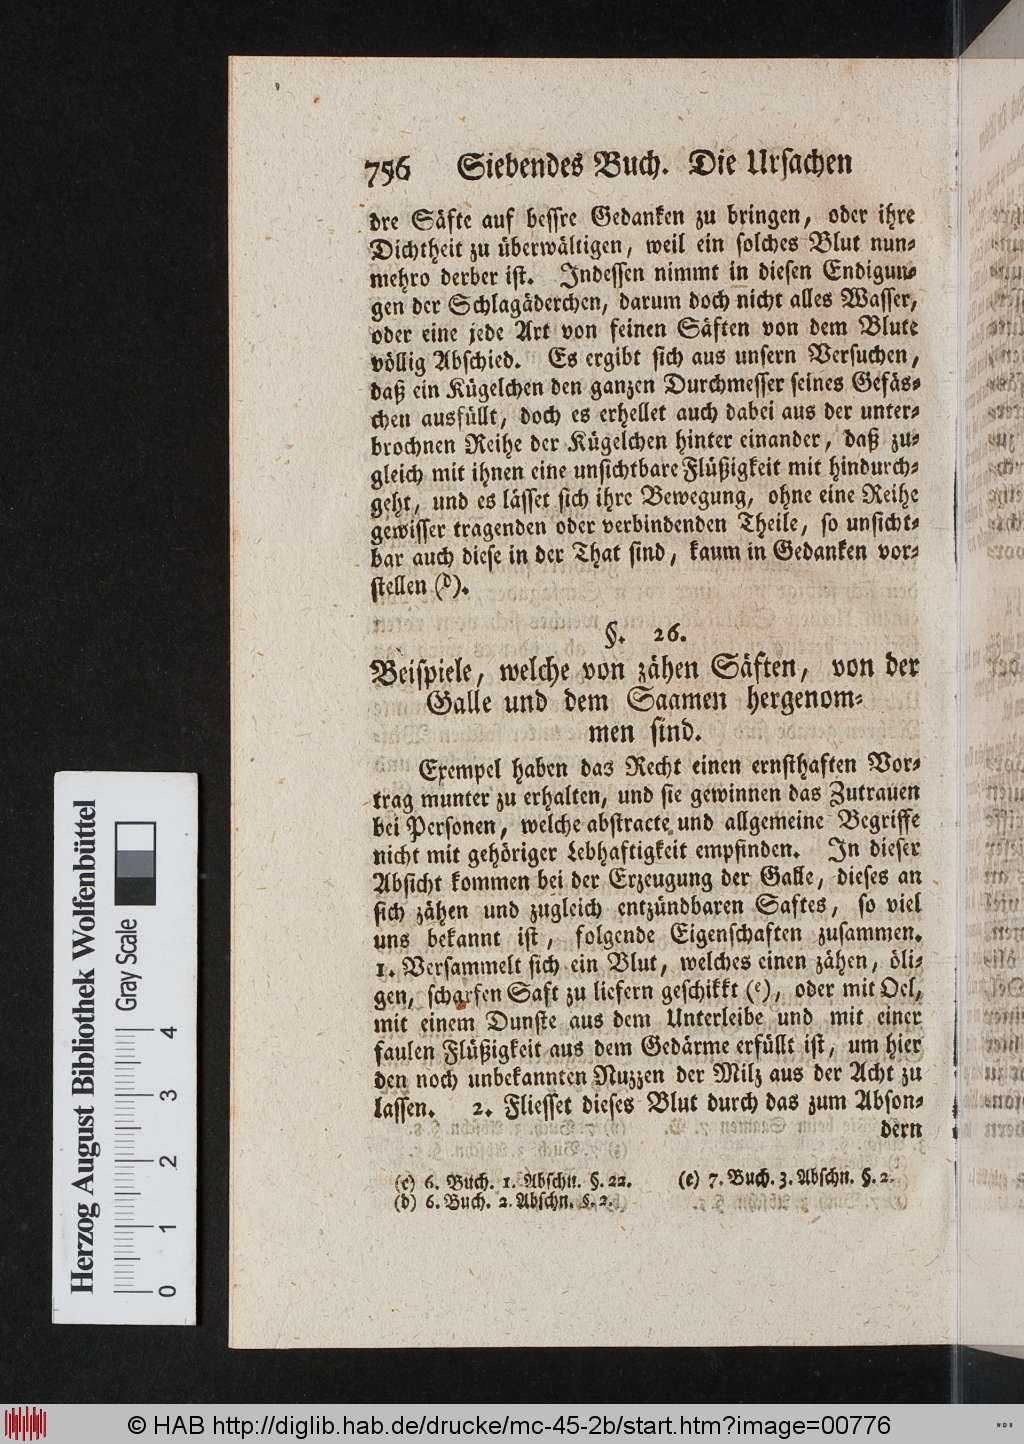 756 Siebendes Buch. Die Ursachen
dre Säfte auf bessre Gedanken zu bringen, oder ihre
Dichtheit zu überwältigen, weil ein solches Blut nun-
mehro derber ist. Indessen nimmt in diesen Endigun-
gen der Schlagäderchen, darum doch nicht alles Wasser,
oder eine jede Art von feinen Säften von dem Blute
völlig Abschied. Es ergibt sich aus unsern Versuchen,
daß ein Kügelchen den ganzen Durchmesser seines Gefäs-
chen ausfüllt, doch es erhellet auch dabei aus der unter-
brochnen Reihe der Kügelchen hinter einander, daß zu-
gleich mit ihnen eine unsichtbare Flüßigkeit mit hindurch-
geht, und es lässet sich ihre Bewegung, ohne eine Reihe
gewisser tragenden oder verbindenden Theile, so unsicht-
bar auch diese in der That sind, kaum in Gedanken vor-
stellen (d).
§. 26.
Beispiele, welche von zähen Säften, von der
Galle und dem Saamen hergenom-
men sind.
Exempel haben das Recht einen ernsthaften Vor-
trag munter zu erhalten, und sie gewinnen das Zutrauen
bei Personen, welche abstracte und allgemeine Begriffe
nicht mit gehöriger Lebhaftigkeit empfinden. In dieser
Absicht kommen bei der Erzeugung der Galle, dieses an
sich zähen und zugleich entzündbaren Saftes, so viel
uns bekannt ist, folgende Eigenschaften zusammen.
1. Versammelt sich ein Blut, welches einen zähen, öli-
gen, scharfen Saft zu liefern geschikkt (e), oder mit Oel,
mit einem Dunste aus dem Unterleibe und mit einer
faulen Flüßigkeit aus dem Gedärme erfüllt ist, um hier
den noch unbekannten Nuzzen der Milz aus der Acht zu
lassen. 2. Fliesset dieses Blut durch das zum Abson-
dern
(c) 6. Buch. 1. Abschn. §. 22. (e) 7. Buch. 3. Abschn. §. 2.
(d) 6. Buch. 2. Abschn. §. 2.
Herzog August Bibliothek Wolfenbüttel
Gray Scale
0 1 2 3 4
© HAB http://diglib.hab.de/drucke/mc-45-2b/start.htm?image=00776